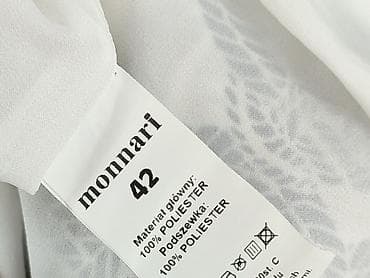 monnari
42
Materiał główny:
100% POLIESTER
Podszewka:
100% POLIESTER